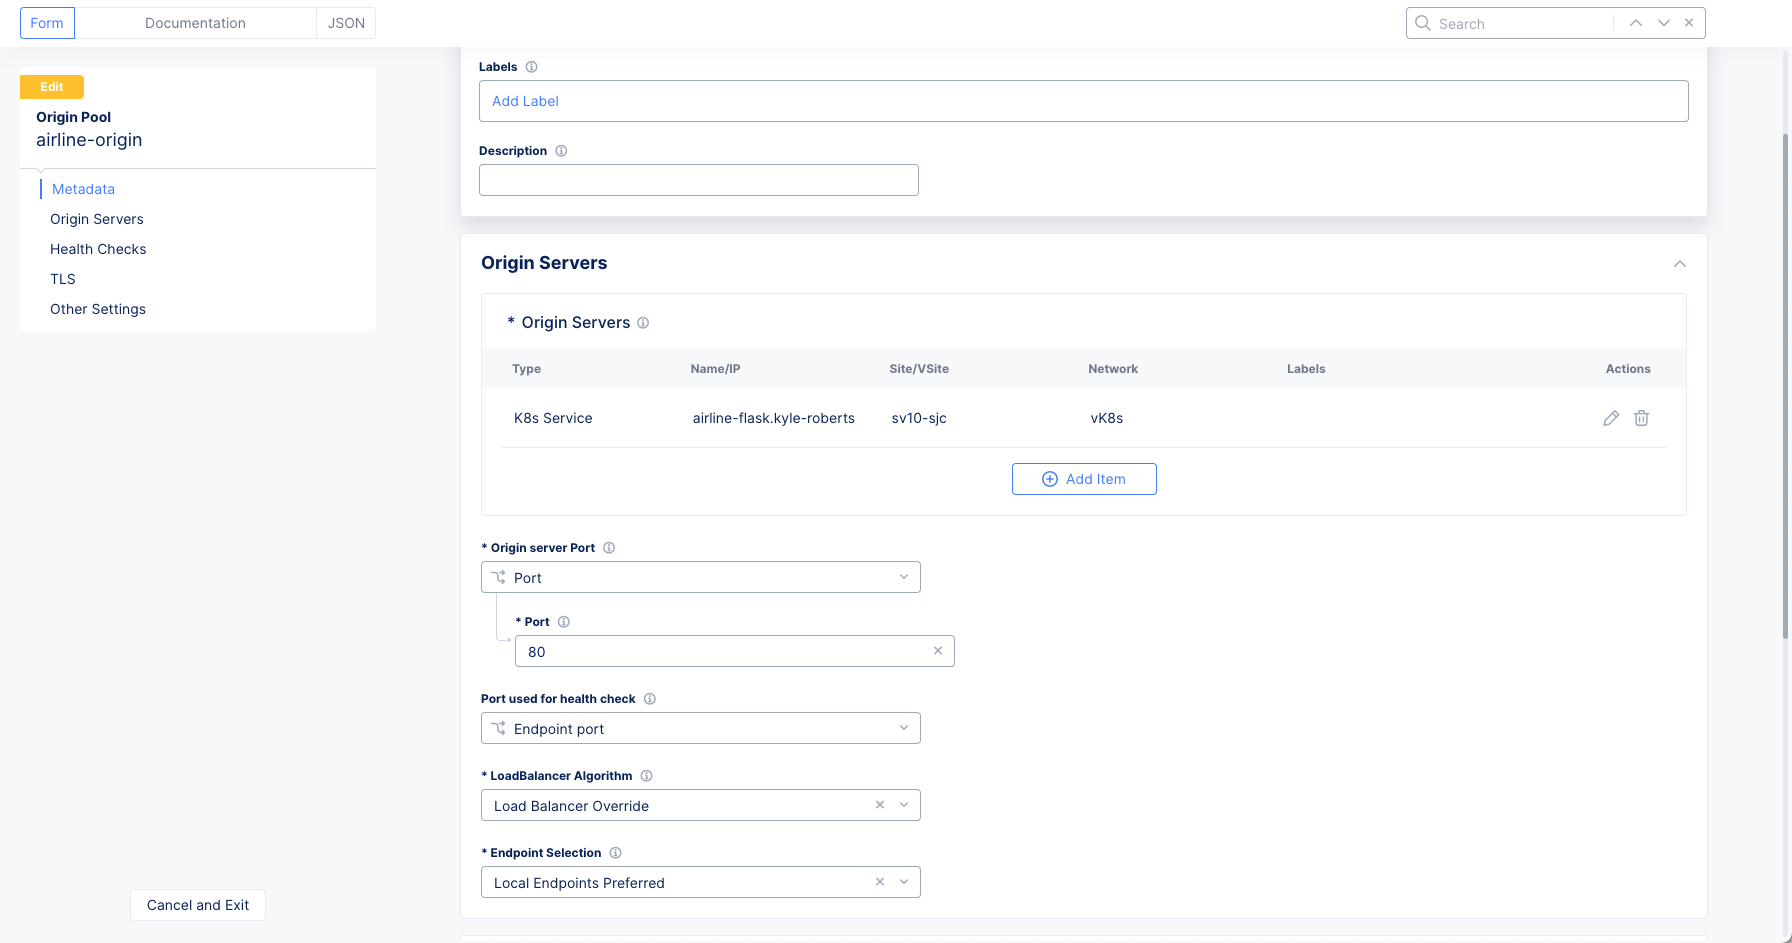 Form
Documentation
JSON
Search
Edit
Origin Pool
airline-origin
Metadata
Origin Servers
Health Checks
TLS
Other Settings
Cancel and Exit
Labels
Add Label
Description
Origin Servers
* Origin Servers
Type Name/IP Site/VSite Network Labels Actions
K8s Service airline-flask.kyle-roberts sv10-sjc vK8s
Add Item
* Origin server Port
Port
* Port
80
Port used for health check
Endpoint port
* LoadBalancer Algorithm
Load Balancer Override
* Endpoint Selection
Local Endpoints Preferred